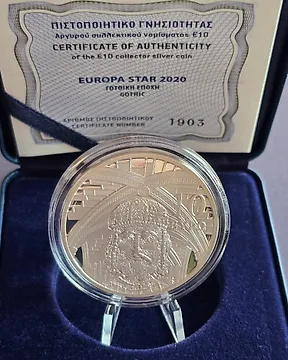 ΠΙΣΤΟΠΟΙΗΤΙΚΟ ΓΝΗΣΙΟΤΗΤΑΣ
Αργυρού συλλεκτικού νομίσματος €10
CERTIFICATE OF AUTHENTICITY
of the €10 collector silver coin
EUROPA STAR 2020
ΓΟΤΘΙΚΗ ΕΠΟΧΗ
GOTHIC
ΑΡΙΘΜΟΣ ΠΙΣΤΟΠΟΙΗΤΙΚΟΥ
CERTIFICATE NUMBER
1903